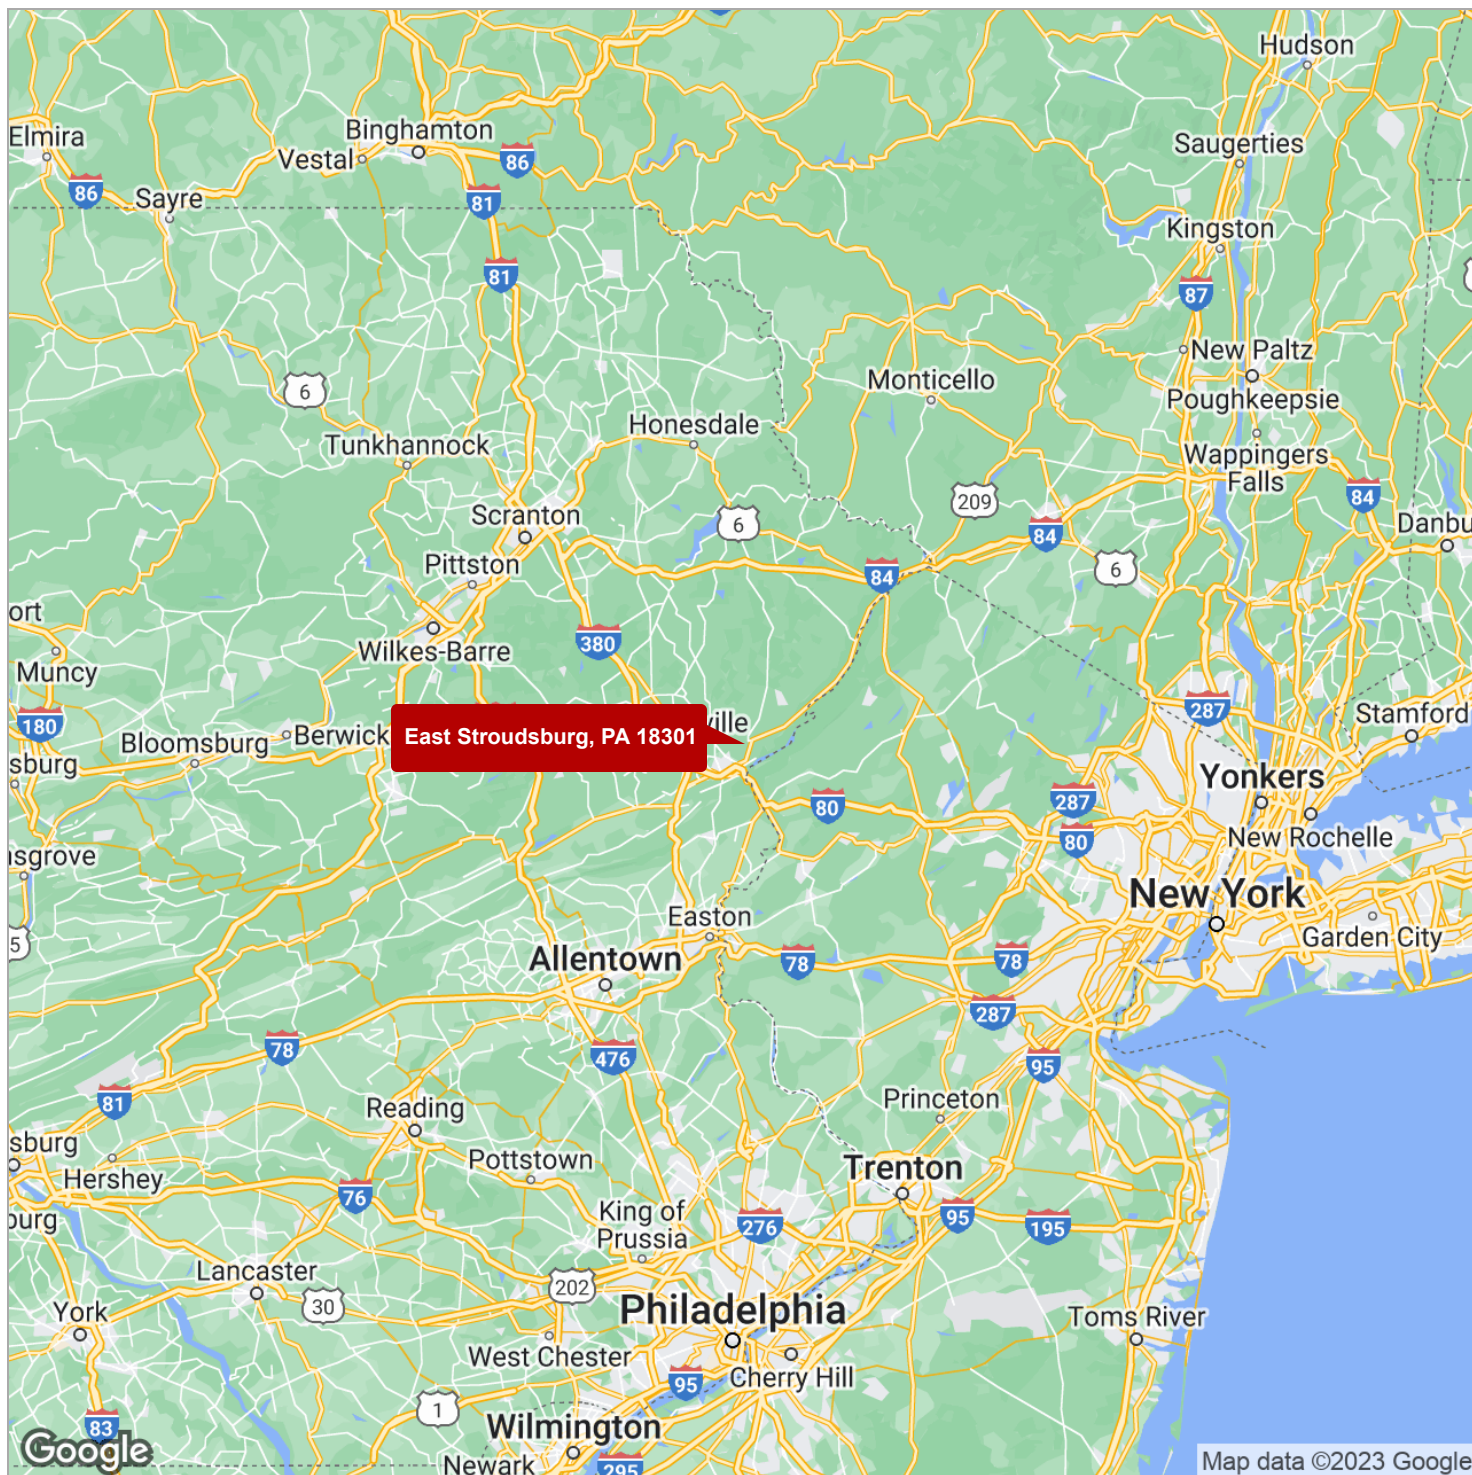 Hudson
Elmira
Binghamton
Vestal
86
Saugerties
86
81
Sayre
Kingston
81
87
New Paltz
6
Monticello
Poughkeepsie
Honesdale
Tunkhannock
Wappingers
Falls
209
84
Scranton
6
Danbu
84
Pittston
6
84
ort
380
Wilkes-Barre
Muncy
287
180
ville
Stamford
Berwick
East Stroudsburg, PA 18301
Bloomsburg
sburg
Yonkers
80
287
New Rochelle
80
nsgrove
New York
Easton
Garden City
5
Allentown
78
78
287
78
476
95
81
Princeton
Reading
sburg
Pottstown
Trenton
Hershey
76
King of
Prussia
95
burg
276
195
Lancaster
202
30
York
Philadelphia
Toms River
West Chester
Cherry Hill
95
1
83
Wilmington
Google
Newark
295
Map data ©2023 Google